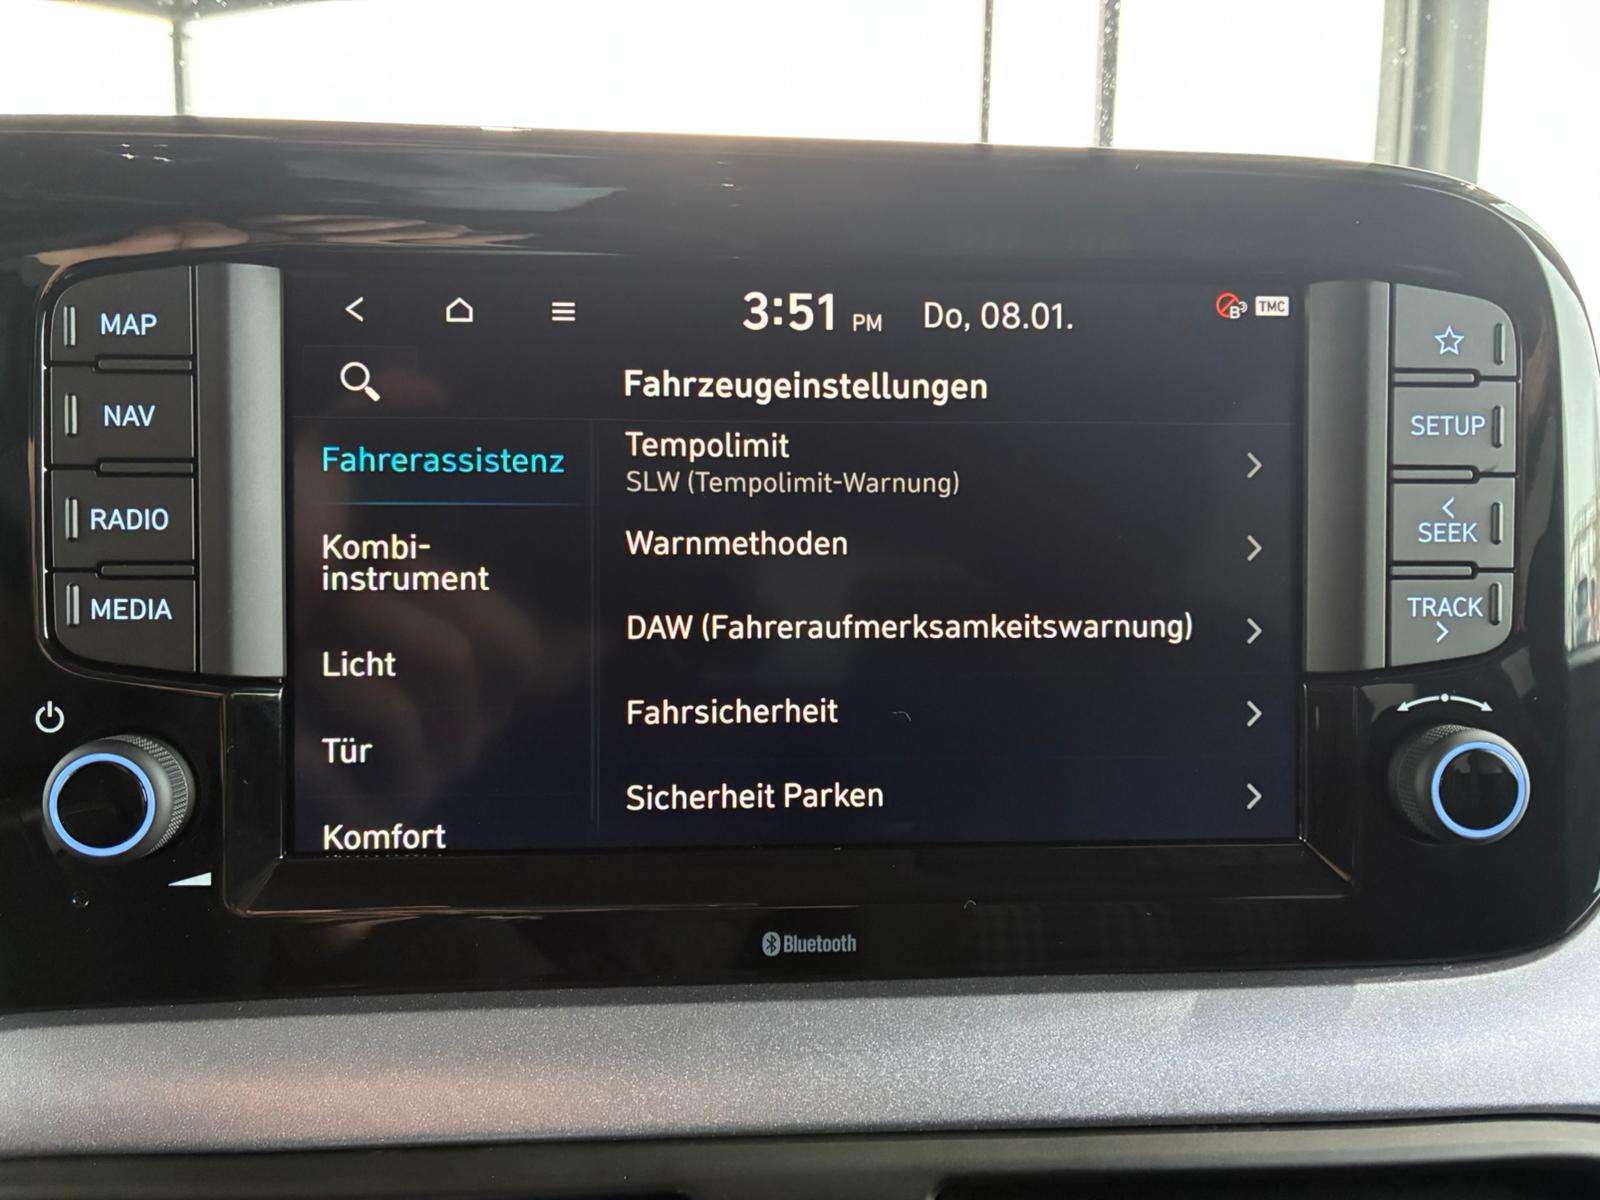 3:51 PM Do, 08.01.
TMC
MAP
NAV
RADIO
MEDIA
Fahrzeugeinstellungen
Fahrerassistenz
Kombi-
instrument
Licht
Tür
Komfort
Tempolimit
SLW (Tempolimit-Warnung)
Warnmethoden
DAW (Fahreraufmerksamkeitswarnung)
Fahrsicherheit
Sicherheit Parken
SETUP
<
SEEK
TRACK
>
Bluetooth